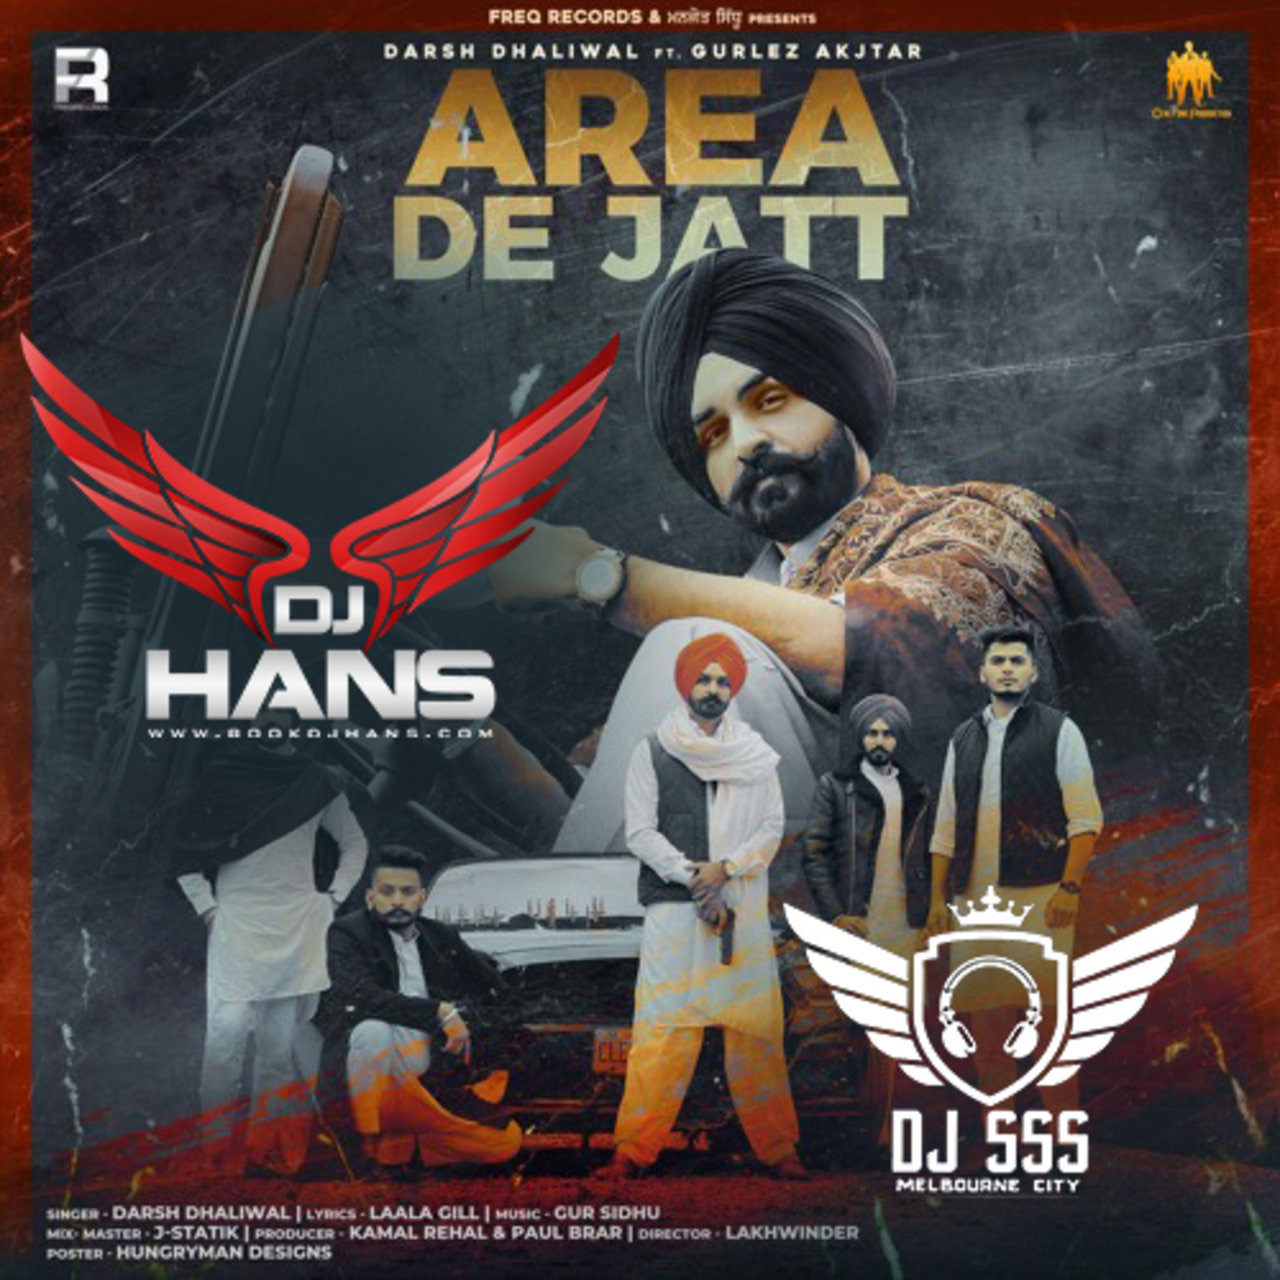 FREQ RECORDS & ਮਨਜੋਤ ਸਿੱਧੂ PRESENTS
DARSH DHALIWAL FT. GURLEZ AKJTAR
AREA
DE JATT
DJ
HANS
WWW.BOOKDJHANS.COM
DJ SSS
MELBOURNE CITY
SINGER - DARSH DHALIWAL | LYRICS - LAALA GILL | MUSIC - GUR SIDHU
MIX- MASTER - J-STATIK | PRODUCER - KAMAL REHAL & PAUL BRAR | DIRECTOR - LAKHWINDER
POSTER - HUNGRYMAN DESIGNS